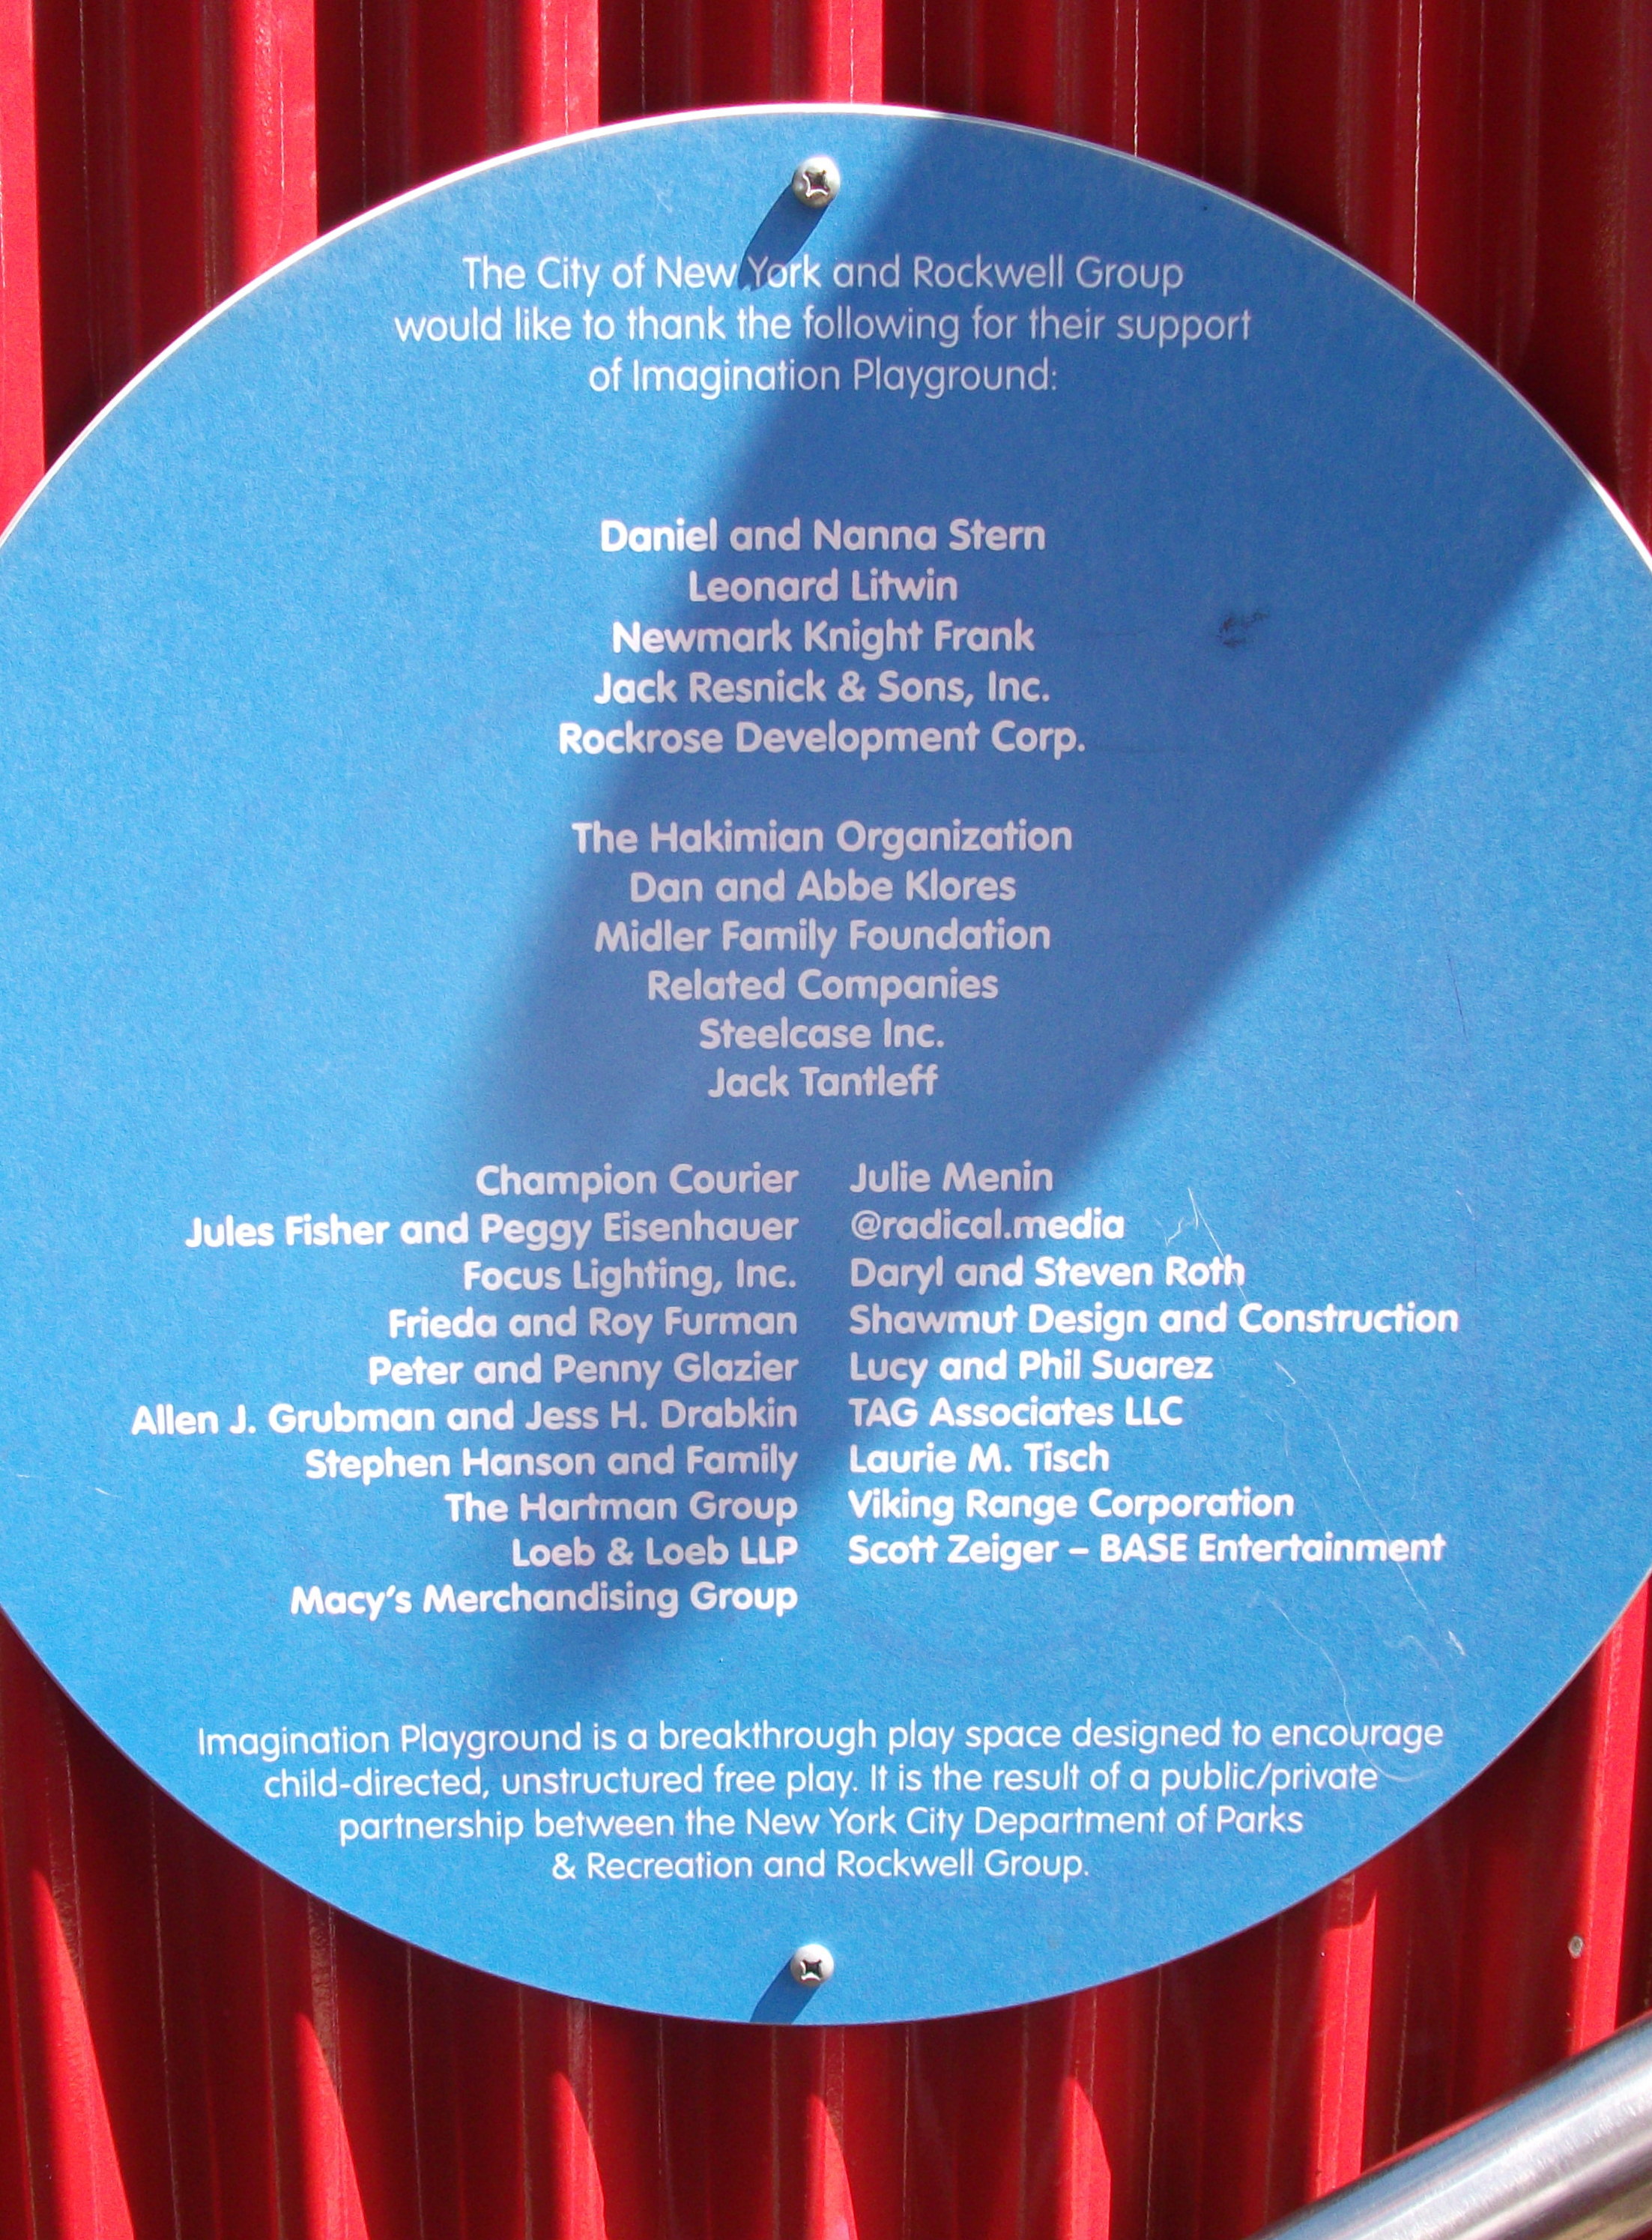 The City of New York and Rockwell Group
would like to thank the following for their support
of Imagination Playground:
Daniel and Nanna Stern
Leonard Litwin
Newmark Knight Frank
Jack Resnick & Sons, Inc.
Rockrose Development Corp.
The Hakimian Organization
Dan and Abbe Klores
Midler Family Foundation
Related Companies
Steelcase Inc.
Jack Tantleff
Champion Courier
Jules Fisher and Peggy Eisenhauer
Focus Lighting, Inc.
Frieda and Roy Furman
Peter and Penny Glazier
Allen J. Grubman and Jess H. Drabkin
Stephen Hanson and Family
The Hartman Group
Loeb & Loeb LLP
Macy's Merchandising Group
Julie Menin
@radical.media
Daryl and Steven Roth
Shawmut Design and Construction
Lucy and Phil Suarez
TAG Associates LLC
Laurie M. Tisch
Viking Range Corporation
Scott Zeiger – BASE Entertainment
Imagination Playground is a breakthrough play space designed to encourage
child-directed, unstructured free play. It is the result of a public/private
partnership between the New York City Department of Parks
& Recreation and Rockwell Group.